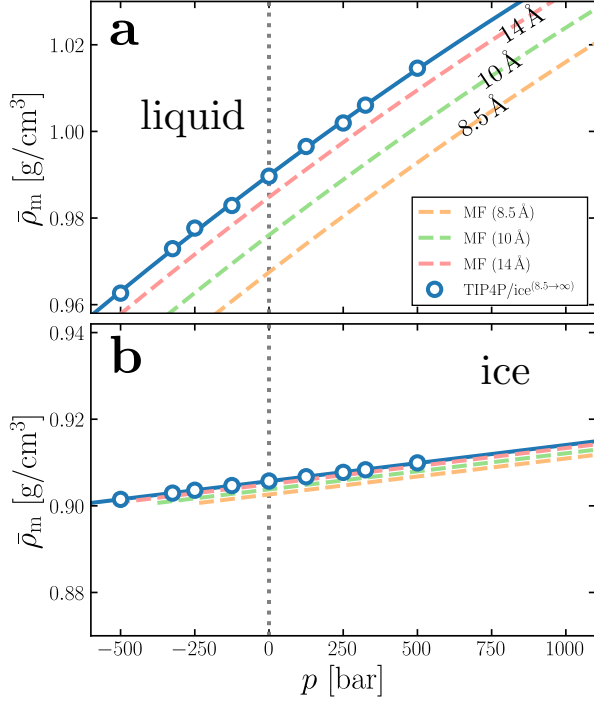 a
liquid
14 Å
10 Å
8.5 Å
1.02
1.00
0.98
0.96
ρ̄ₘ [g/cm³]
MF (8.5 Å)
MF (10 Å)
MF (14 Å)
TIP4P/ice⁽⁸·⁵→∞⁾
b
ice
0.94
0.92
0.90
0.88
ρ̄ₘ [g/cm³]
−500 −250 0 250 500 750 1000
p [bar]